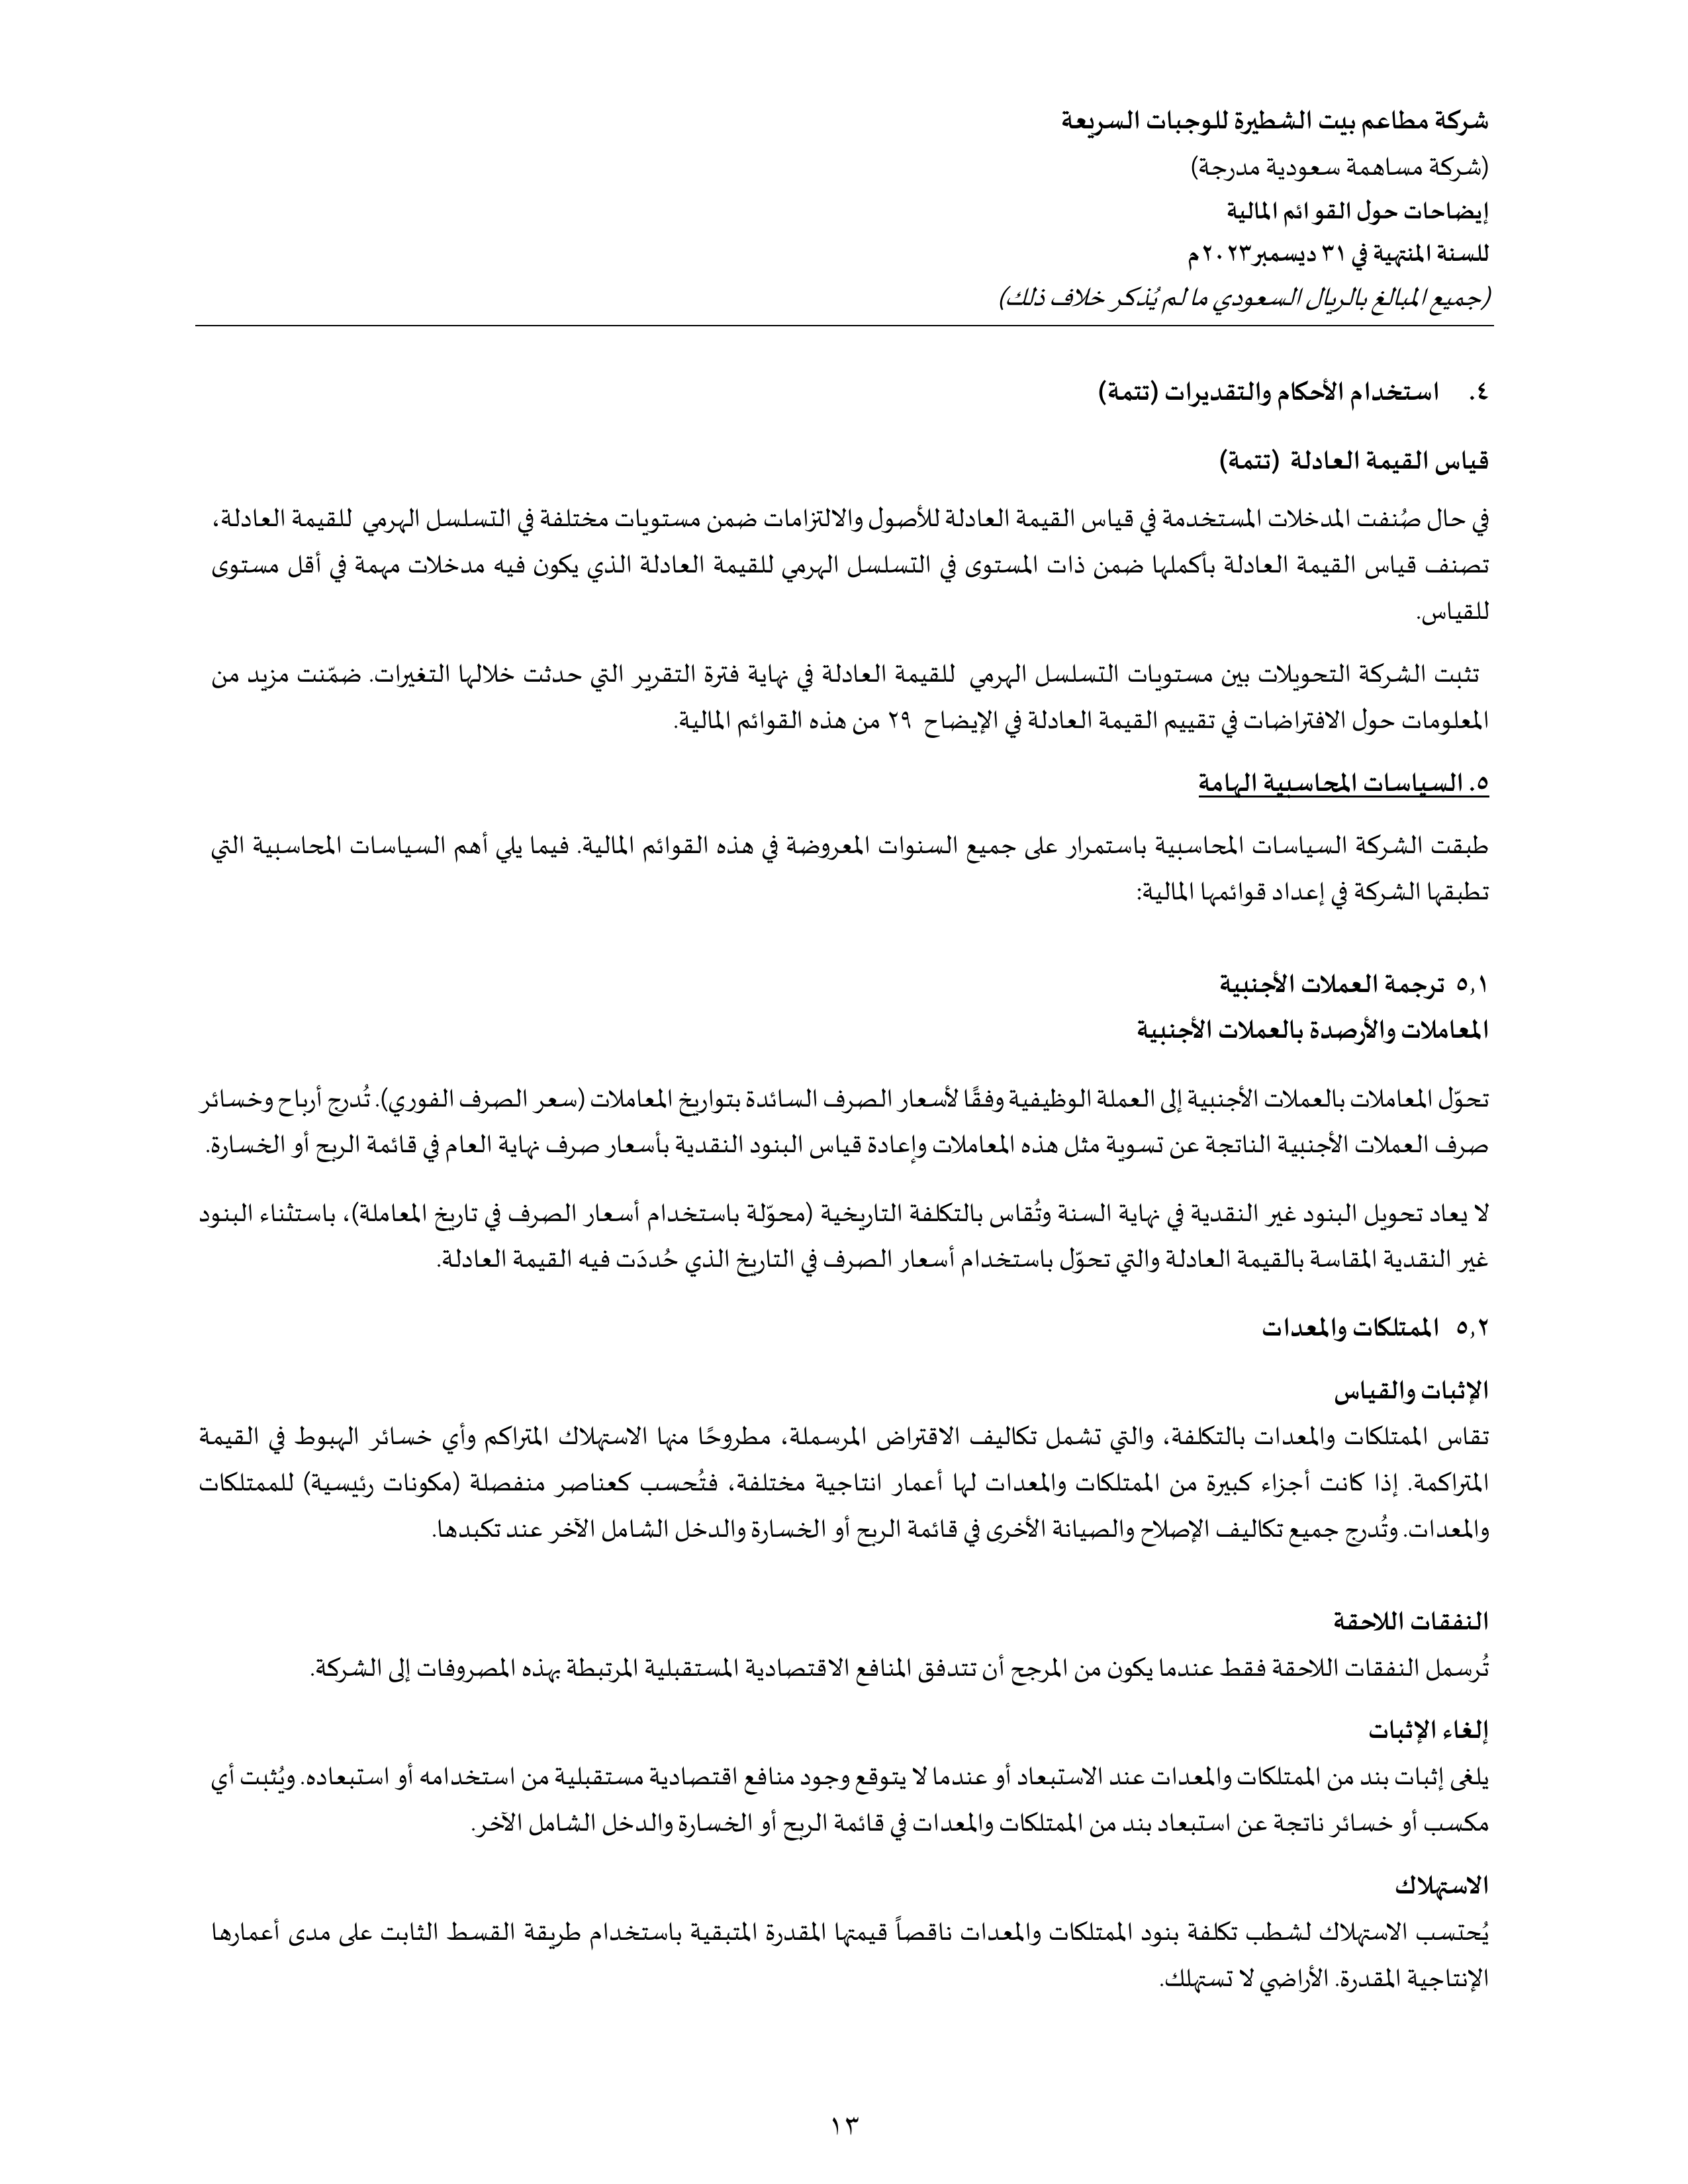 شركة مطاعم بيت الشطيرة للوجبات السريعة
(شركة مساهمة سعودية مدرجة)
إيضاحات حول القوائم المالية
للسنة المنتهية في ٣١ ديسمبر ٢٠٢٣م
(جميع المبالغ بالريال السعودي ما لم يُذكر خلاف ذلك)
٤. استخدام الأحكام والتقديرات (تتمة)
قياس القيمة العادلة (تتمة)
في حال صُنفت المدخلات المستخدمة في قياس القيمة العادلة للأصول والالتزامات ضمن مستويات مختلفة في التسلسل الهرمي للقيمة العادلة،
تصنف قياس القيمة العادلة بأكملها ضمن ذات المستوى في التسلسل الهرمي للقيمة العادلة الذي يكون فيه مدخلات مهمة في أقل مستوى
للقياس.
تثبت الشركة التحويلات بين مستويات التسلسل الهرمي للقيمة العادلة في نهاية فترة التقرير التي حدثت خلالها التغيرات. ضمّنت مزيد من
المعلومات حول الافتراضات في تقييم القيمة العادلة في الإيضاح ٢٩ من هذه القوائم المالية.
٥. السياسات المحاسبية الهامة
طبقت الشركة السياسات المحاسبية باستمرار على جميع السنوات المعروضة في هذه القوائم المالية. فيما يلي أهم السياسات المحاسبية التي
تطبقها الشركة في إعداد قوائمها المالية:
٥,١ ترجمة العملات الأجنبية
المعاملات والأرصدة بالعملات الأجنبية
تحوّل المعاملات بالعملات الأجنبية إلى العملة الوظيفية وفقًا لأسعار الصرف السائدة بتواريخ المعاملات (سعر الصرف الفوري). تُدرج أرباح وخسائر
صرف العملات الأجنبية الناتجة عن تسوية مثل هذه المعاملات وإعادة قياس البنود النقدية بأسعار صرف نهاية العام في قائمة الربح أو الخسارة.
لا يعاد تحويل البنود غير النقدية في نهاية السنة وتُقاس بالتكلفة التاريخية (محوّلة باستخدام أسعار الصرف في تاريخ المعاملة)، باستثناء البنود
غير النقدية المقاسة بالقيمة العادلة والتي تحوّل باستخدام أسعار الصرف في التاريخ الذي حُددَت فيه القيمة العادلة.
٥,٢ الممتلكات والمعدات
الإثبات والقياس
تقاس الممتلكات والمعدات بالتكلفة، والتي تشمل تكاليف الاقتراض المرسملة، مطروحًا منها الاستهلاك المتراكم وأي خسائر الهبوط في القيمة
المتراكمة. إذا كانت أجزاء كبيرة من الممتلكات والمعدات لها أعمار انتاجية مختلفة، فتُحسب كعناصر منفصلة (مكونات رئيسية) للممتلكات
والمعدات. وتُدرج جميع تكاليف الإصلاح والصيانة الأخرى في قائمة الربح أو الخسارة والدخل الشامل الآخر عند تكبدها.
النفقات اللاحقة
تُرسمل النفقات اللاحقة فقط عندما يكون من المرجح أن تتدفق المنافع الاقتصادية المستقبلية المرتبطة بهذه المصروفات إلى الشركة.
إلغاء الإثبات
يلغى إثبات بند من الممتلكات والمعدات عند الاستبعاد أو عندما لا يتوقع وجود منافع اقتصادية مستقبلية من استخدامه أو استبعاده. ويُثبت أي
مكسب أو خسائر ناتجة عن استبعاد بند من الممتلكات والمعدات في قائمة الربح أو الخسارة والدخل الشامل الآخر.
الاستهلاك
يُحتسب الاستهلاك لشطب تكلفة بنود الممتلكات والمعدات ناقصاً قيمتها المقدرة المتبقية باستخدام طريقة القسط الثابت على مدى أعمارها
الإنتاجية المقدرة. الأراضي لا تستهلك.
١٣